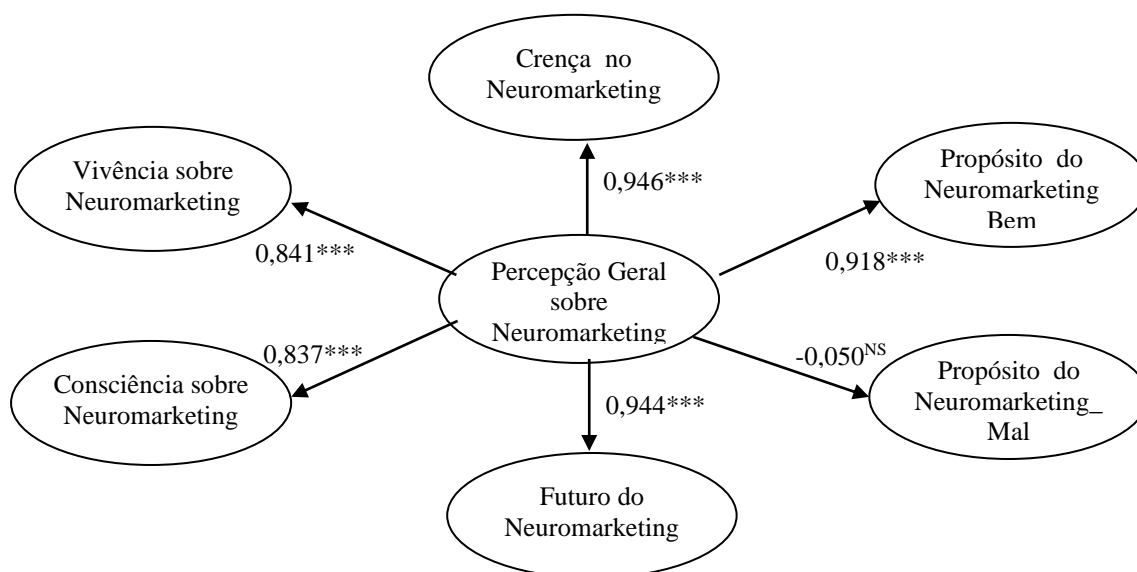 Crença no
Neuromarketing
Vivência sobre
Neuromarketing
Propósito do
Neuromarketing
Bem
0,946***
0,841***
0,918***
Percepção Geral
sobre
Neuromarketing
0,837***
-0,050NS
Consciência sobre
Neuromarketing
Propósito do
Neuromarketing_
Mal
0,944***
Futuro do
Neuromarketing